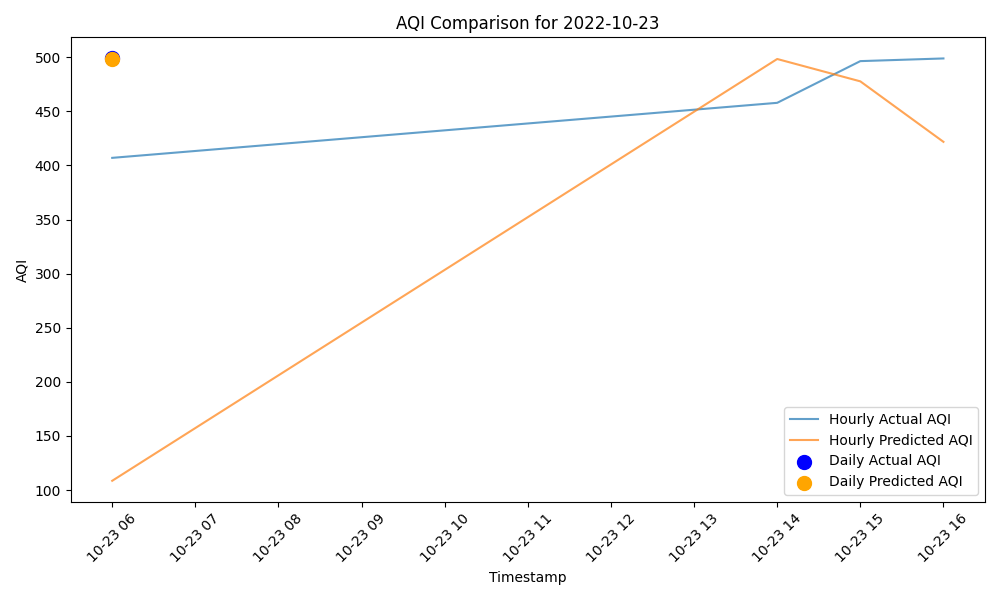 AQI Comparison for 2022-10-23
AQI
500
450
400
350
300
250
200
150
100
Hourly Actual AQI
Hourly Predicted AQI
Daily Actual AQI
Daily Predicted AQI
10-23 06
10-23 07
10-23 08
10-23 09
10-23 10
10-23 11
10-23 12
10-23 13
10-23 14
10-23 15
10-23 16
Timestamp